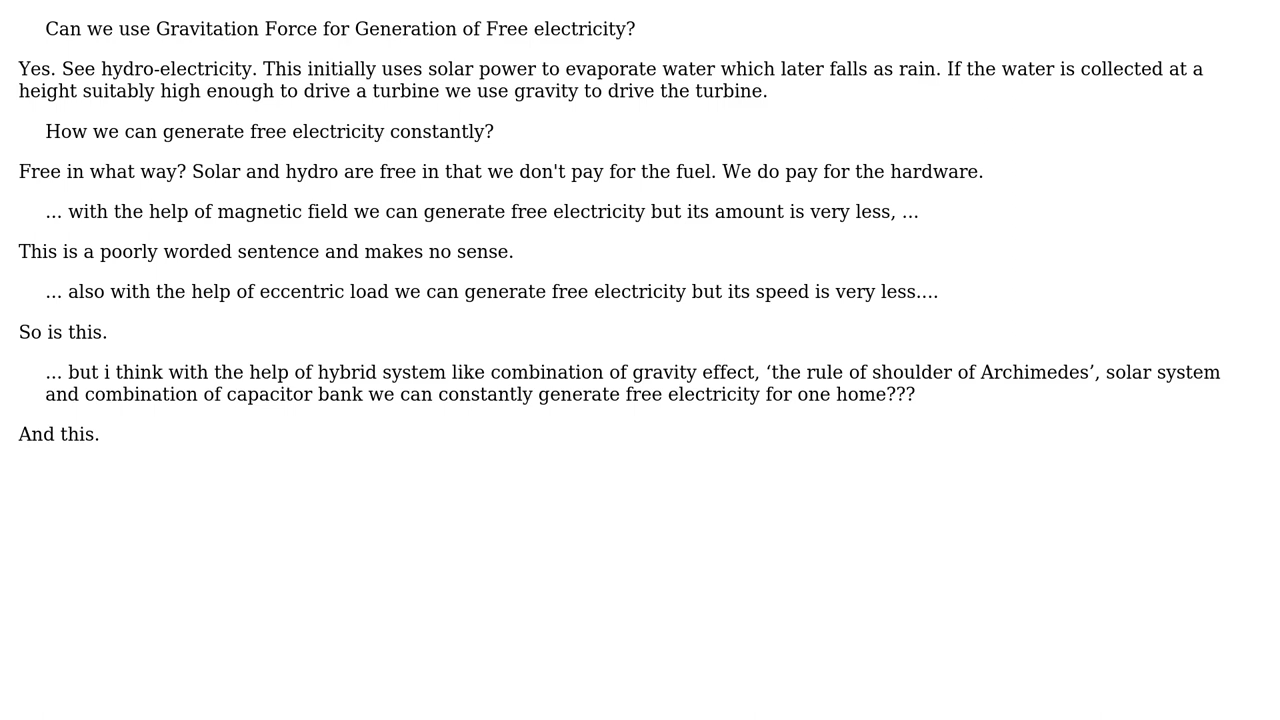 Can we use Gravitation Force for Generation of Free electricity?
Yes. See hydro-electricity. This initially uses solar power to evaporate water which later falls as rain. If the water is collected at a
height suitably high enough to drive a turbine we use gravity to drive the turbine.
How we can generate free electricity constantly?
Free in what way? Solar and hydro are free in that we don't pay for the fuel. We do pay for the hardware.
... with the help of magnetic field we can generate free electricity but its amount is very less, ...
This is a poorly worded sentence and makes no sense.
... also with the help of eccentric load we can generate free electricity but its speed is very less....
So is this.
... but i think with the help of hybrid system like combination of gravity effect, ‘the rule of shoulder of Archimedes’, solar system
and combination of capacitor bank we can constantly generate free electricity for one home???
And this.